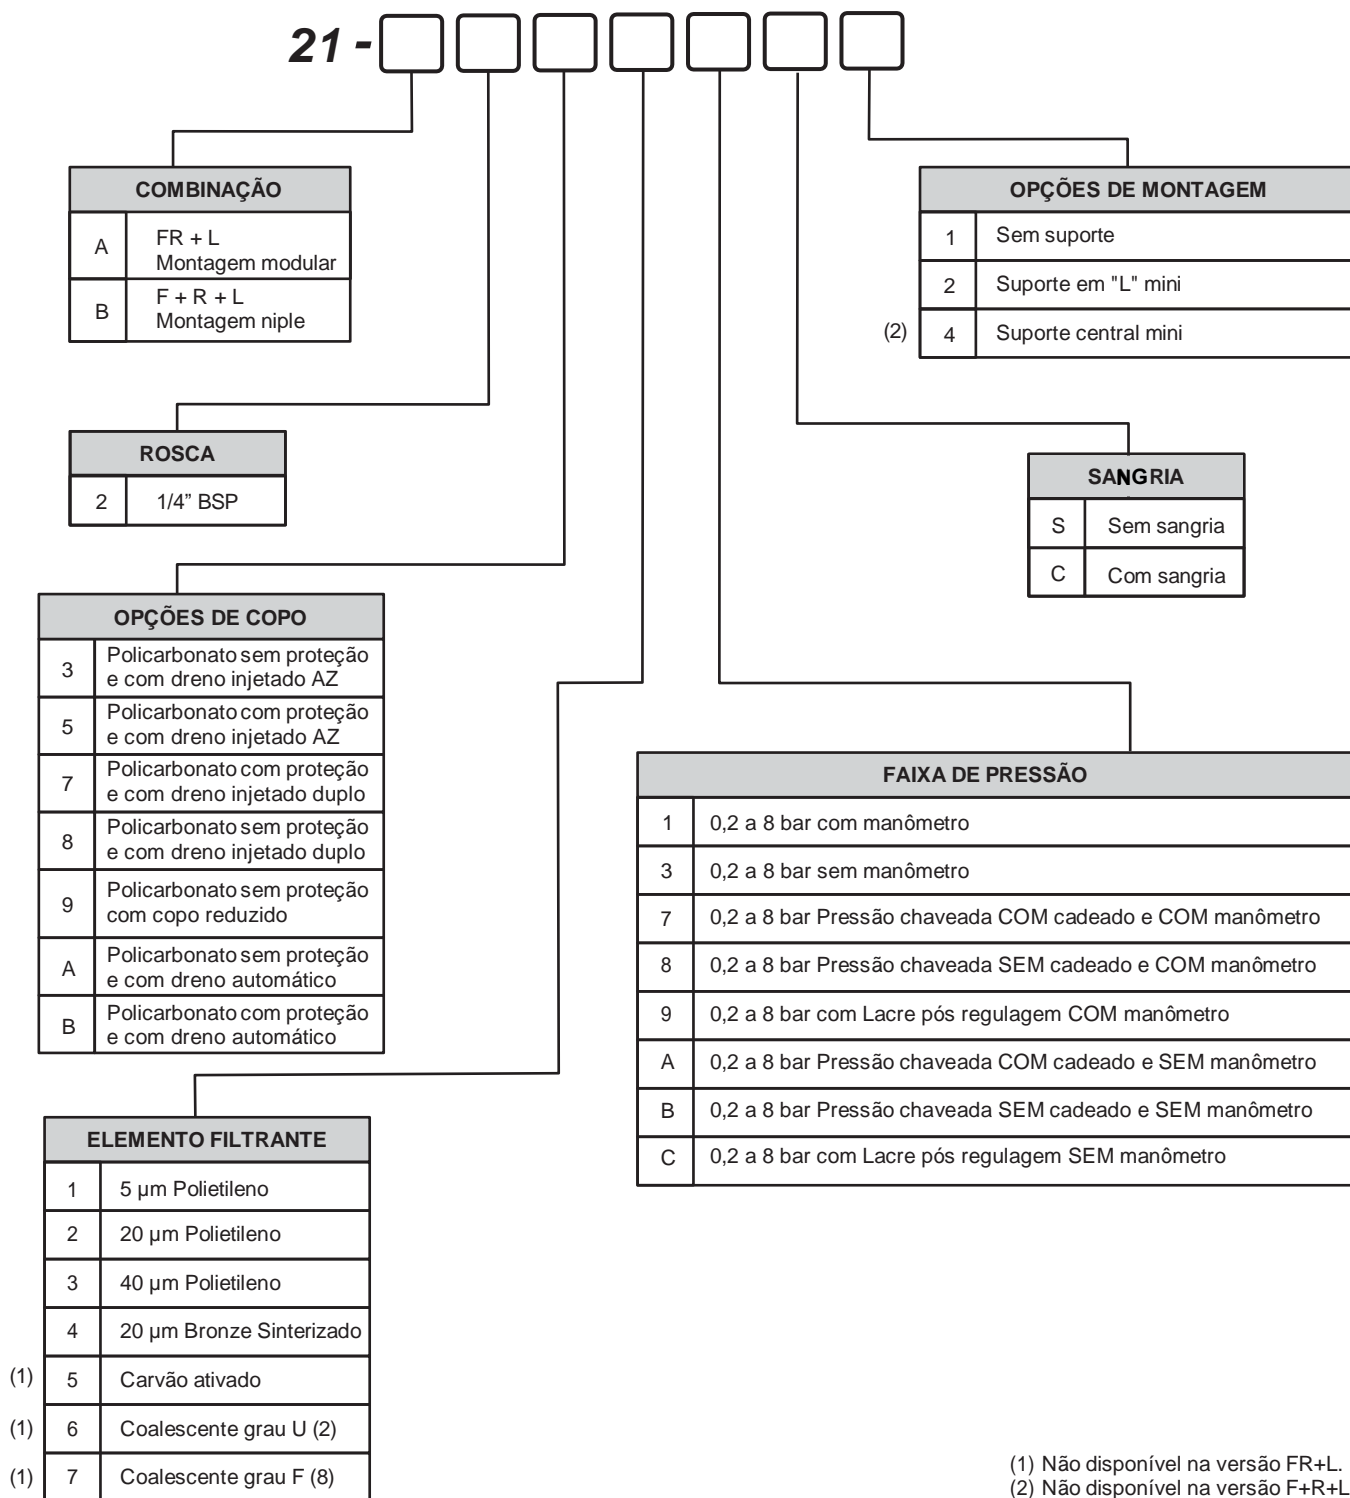 21 -
COMBINAÇÃO
A
FR + L
Montagem modular
B
F + R + L
Montagem niple
OPÇÕES DE MONTAGEM
1 Sem suporte
2 Suporte em "L" mini
(2) 4 Suporte central mini
ROSCA
2 1/4” BSP
SANGRIA
S Sem sangria
C Com sangria
OPÇÕES DE COPO
3
Policarbonato sem proteção
e com dreno injetado AZ
5
Policarbonato com proteção
e com dreno injetado AZ
7
Policarbonato com proteção
e com dreno injetado duplo
8
Policarbonato sem proteção
e com dreno injetado duplo
9
Policarbonato sem proteção
com copo reduzido
A
Policarbonato sem proteção
e com dreno automático
B
Policarbonato com proteção
e com dreno automático
FAIXA DE PRESSÃO
1 0,2 a 8 bar com manômetro
3 0,2 a 8 bar sem manômetro
7 0,2 a 8 bar Pressão chaveada COM cadeado e COM manômetro
8 0,2 a 8 bar Pressão chaveada SEM cadeado e COM manômetro
9 0,2 a 8 bar com Lacre pós regulagem COM manômetro
A 0,2 a 8 bar Pressão chaveada COM cadeado e SEM manômetro
B 0,2 a 8 bar Pressão chaveada SEM cadeado e SEM manômetro
C 0,2 a 8 bar com Lacre pós regulagem SEM manômetro
ELEMENTO FILTRANTE
1 5 µm Polietileno
2 20 µm Polietileno
3 40 µm Polietileno
4 20 µm Bronze Sinterizado
(1) 5 Carvão ativado
(1) 6 Coalescente grau U (2)
(1) 7 Coalescente grau F (8)
(1) Não disponível na versão FR+L.
(2) Não disponível na versão F+R+L